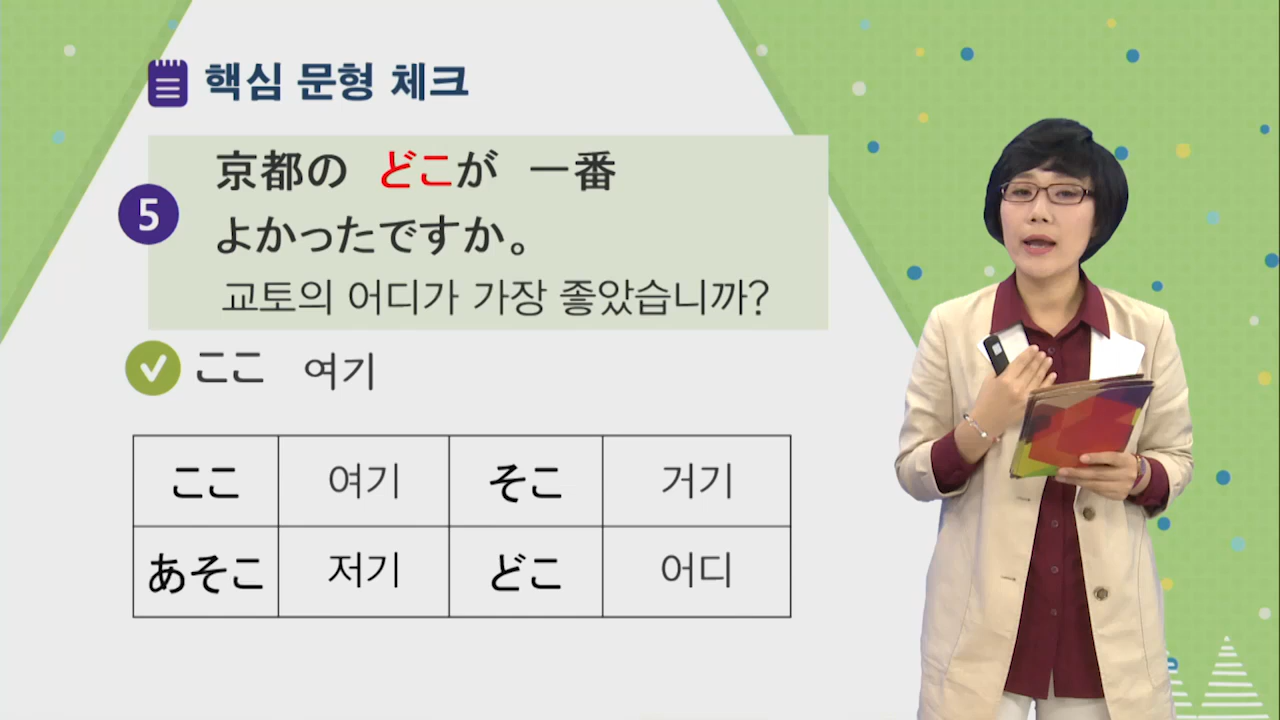 핵심 문형 체크
5
京都の どこが 一番
よかったですか。
교토의 어디가 가장 좋았습니까?
ここ 여기
ここ 여기 そこ 거기
あそこ 저기 どこ 어디